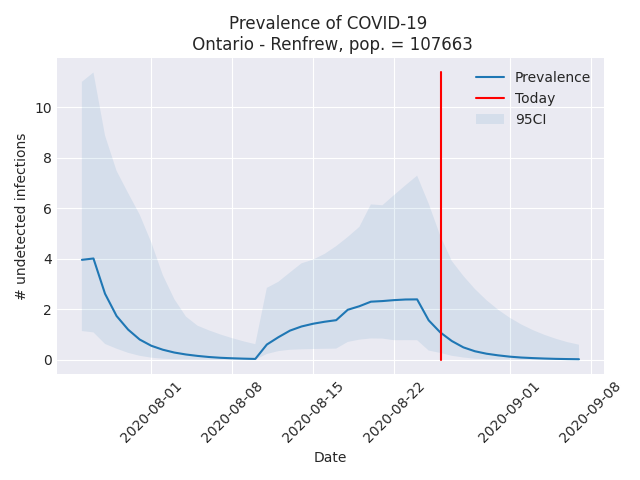 Prevalence of COVID-19
Ontario - Renfrew, pop. = 107663
Prevalence
Today
95CI
# undetected infections
10
8
6
4
2
0
2020-08-01
2020-08-08
2020-08-15
2020-08-22
2020-09-01
2020-09-08
Date